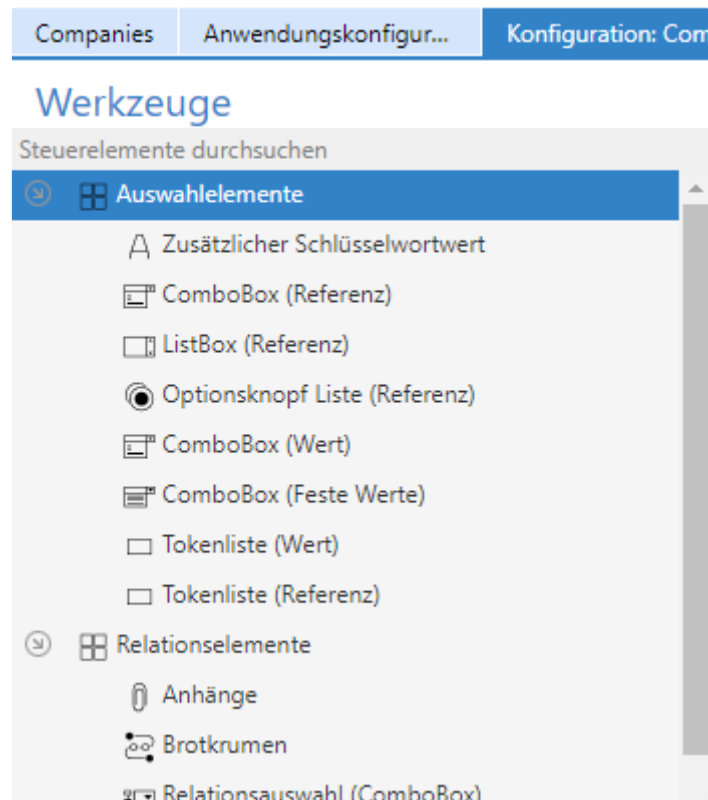 Companies Anwendungskonfigur... Konfiguration: Com
Werkzeuge
Steuerelemente durchsuchen
Auswahlelemente
Zusätzlicher Schlüsselwortwert
ComboBox (Referenz)
ListBox (Referenz)
Optionsknopf Liste (Referenz)
ComboBox (Wert)
ComboBox (Feste Werte)
Tokenliste (Wert)
Tokenliste (Referenz)
Relationselemente
Anhänge
Brotkrumen
Relationsauswahl (ComboBox)